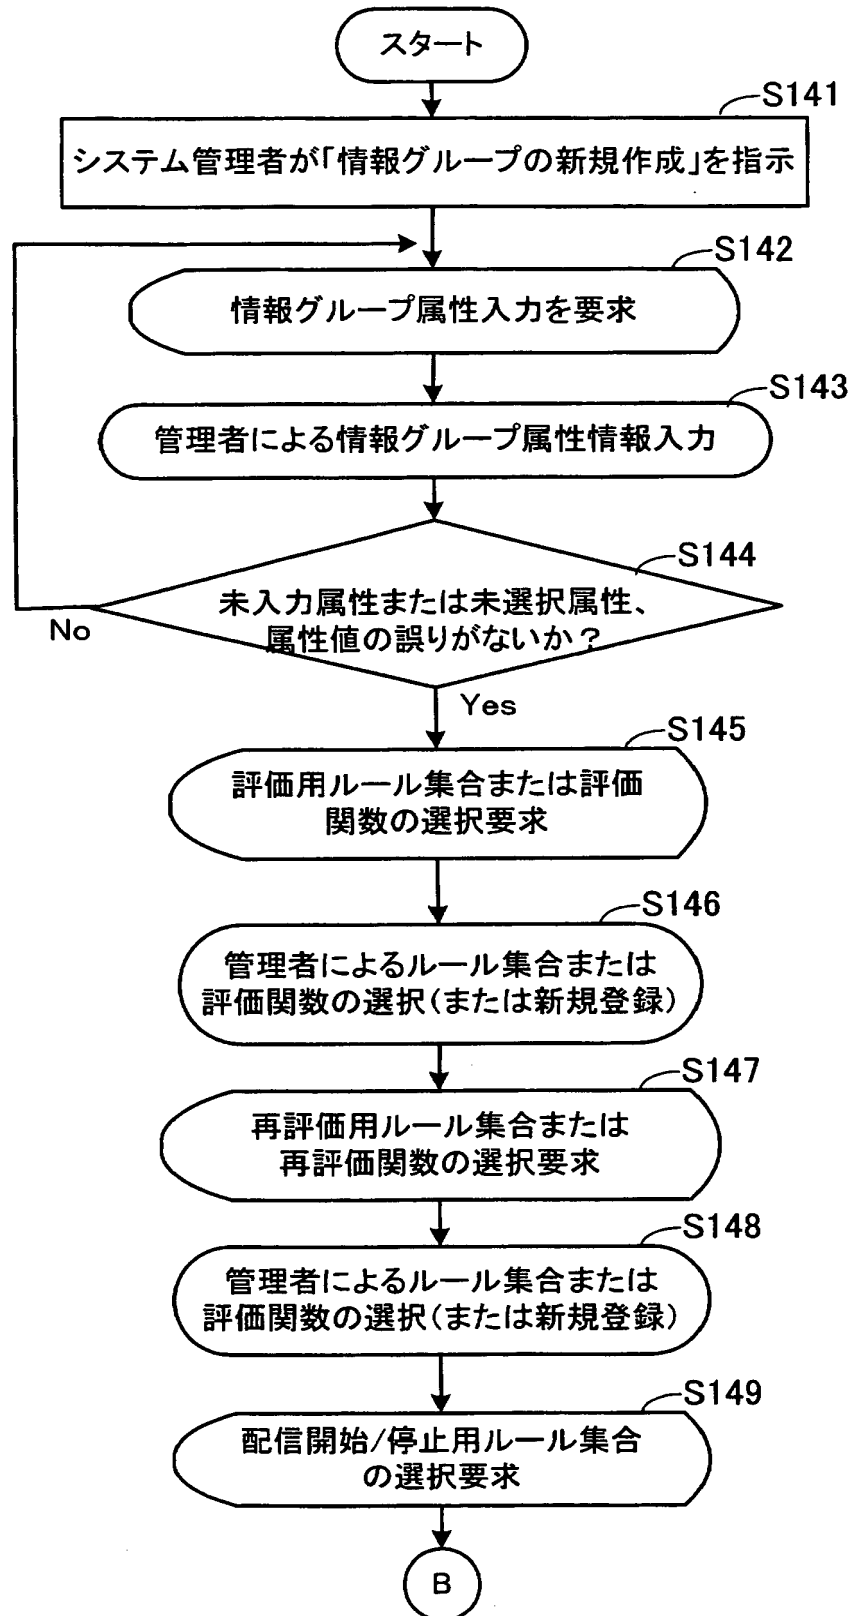 スタート
S141
システム管理者が「情報グループの新規作成」を指示
S142
情報グループ属性入力を要求
S143
管理者による情報グループ属性情報入力
S144
未入力属性または未選択属性、
属性値の誤りがないか？
No
Yes
S145
評価用ルール集合または評価
関数の選択要求
S146
管理者によるルール集合または
評価関数の選択(または新規登録)
S147
再評価用ルール集合または
再評価関数の選択要求
S148
管理者によるルール集合または
評価関数の選択(または新規登録)
S149
配信開始/停止用ルール集合
の選択要求
B